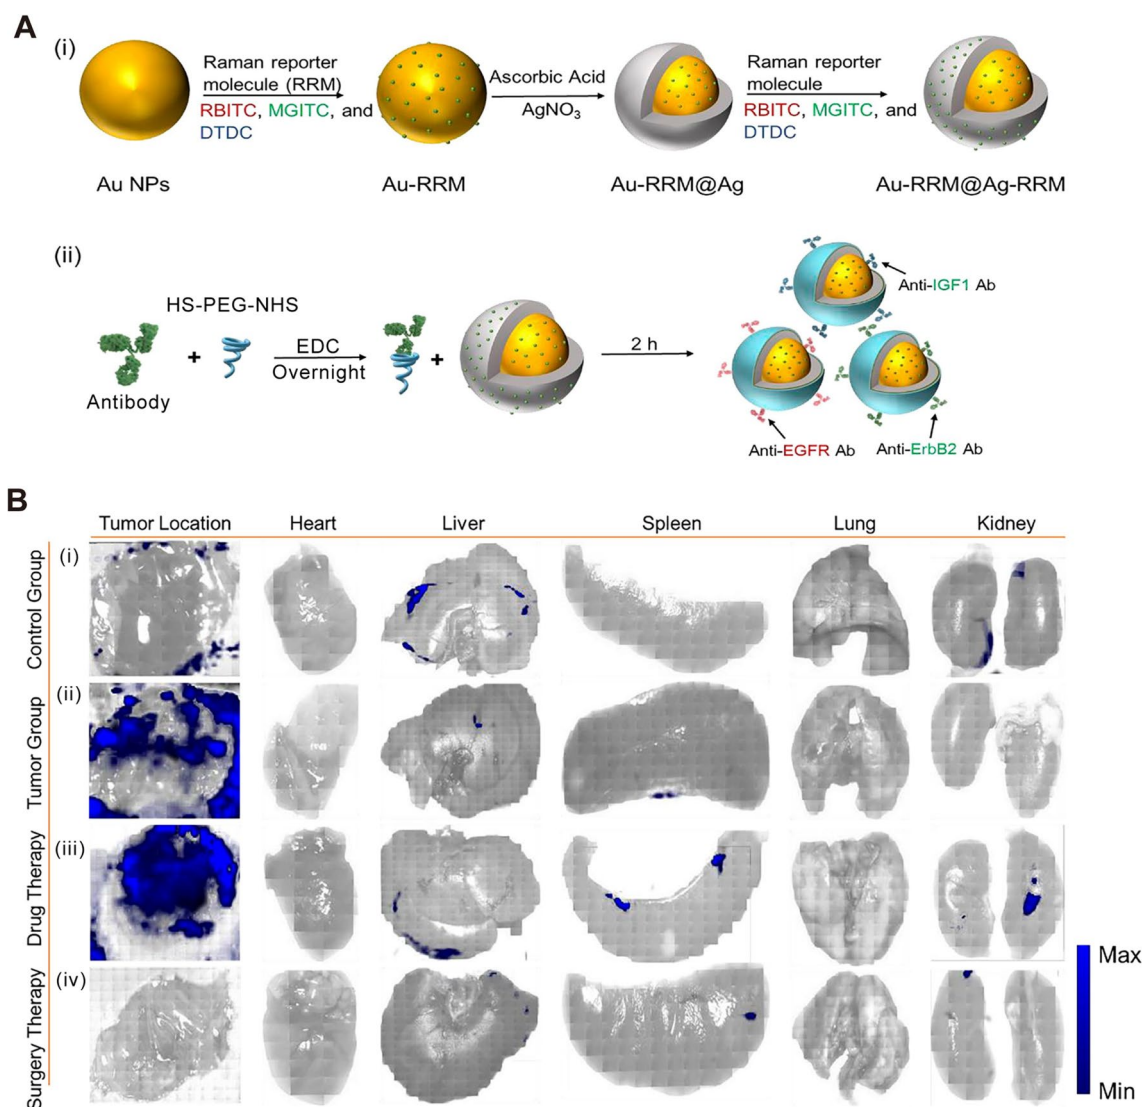 A
(i)
Raman reporter
molecule (RRM)
RBITC, MGITC, and
DTDC
Ascorbic Acid
AgNO3
Raman reporter
molecule
RBITC, MGITC, and
DTDC
Au NPs
Au-RRM
Au-RRM@Ag
Au-RRM@Ag-RRM
(ii)
HS-PEG-NHS
+
EDC
Overnight
+
2 h
Antibody
Anti-IGF1 Ab
Anti-EGFR Ab
Anti-ErbB2 Ab
B
Tumor Location
Heart
Liver
Spleen
Lung
Kidney
(i)
Control Group
(ii)
Tumor Group
(iii)
Drug Therapy
(iv)
Surgery Therapy
Max
Min